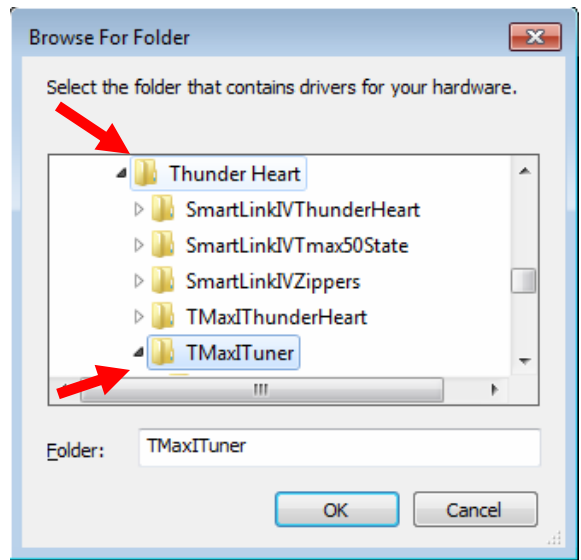 Browse For Folder
Select the folder that contains drivers for your hardware.
Thunder Heart
SmartLinkIVThunderHeart
SmartLinkIVTmax50State
SmartLinkIVZippers
TMaxIThunderHeart
TMaxITuner
Folder: TMaxITuner
OK Cancel